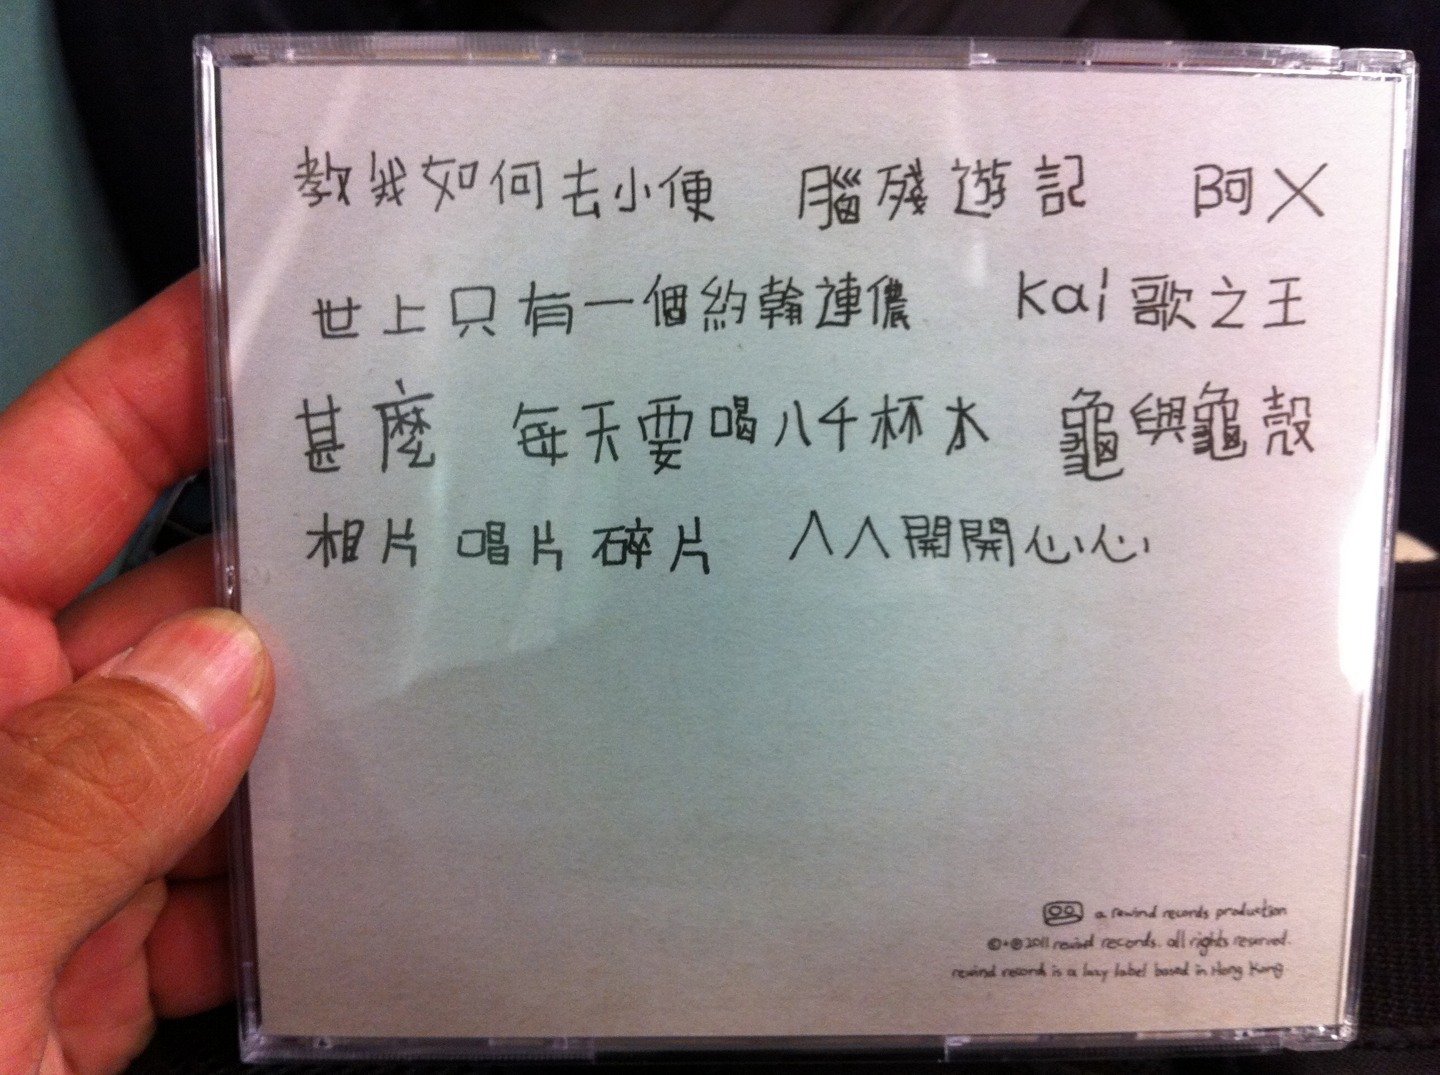 教我如何去小便 腦殘遊記 阿乂
世上只有一個約翰連儂 Kai歌之王
甚麼 每天要喝八千杯水 龜與龜殼
相片唱片碎片 人人開開心心
a rewind records production
©+℗2011 rewind records. all rights reserved.
rewind records is a lazy label based in Hong Kong